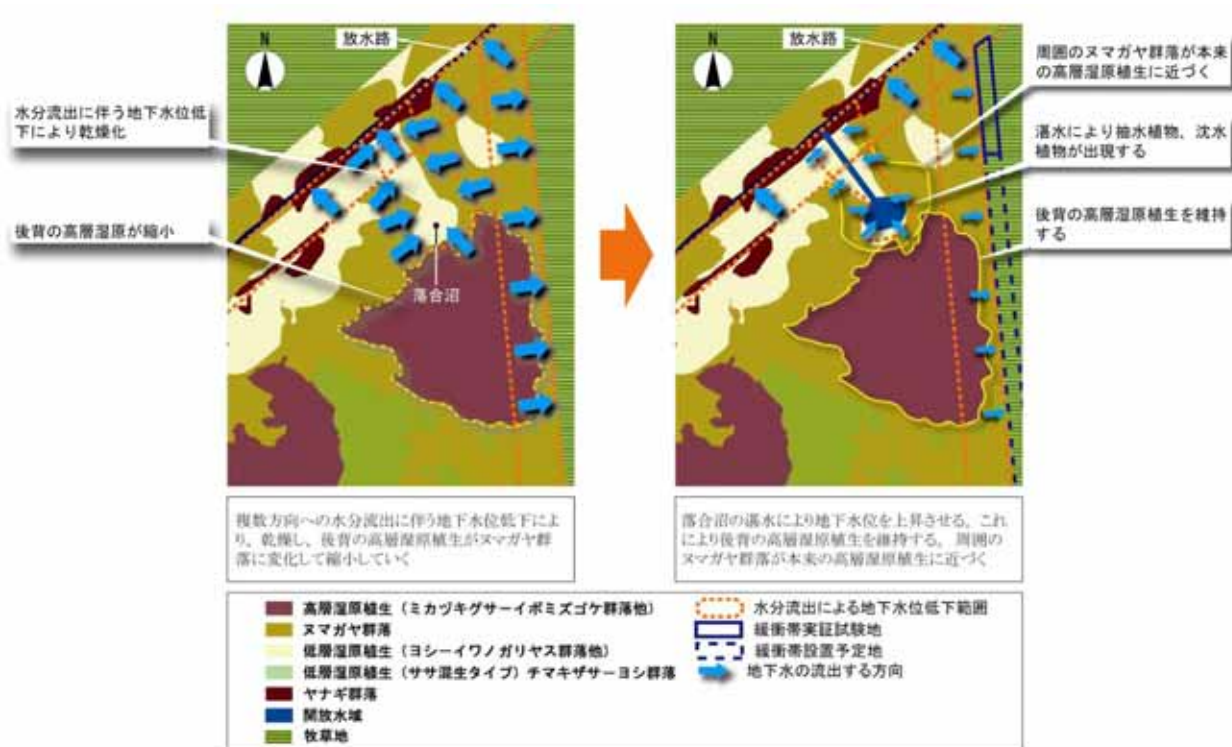 N
放水路
水分流出に伴う地下水位低
下により乾燥化
後背の高層湿原が縮小
落合沼
複数方向への水分流出に伴う地下水位低下によ
り、乾燥し、後背の高層湿原植生がヌマガヤ群
落に変化して縮小していく
N
放水路
周囲のヌマガヤ群落が本来
の高層湿原植生に近づく
湛水により抽水植物、沈水
植物が出現する
後背の高層湿原植生を維持
する
落合沼の湛水により地下水位を上昇させる。これ
により後背の高層湿原植生を維持する。周囲の
ヌマガヤ群落が本来の高層湿原植生に近づく
高層湿原植生（ミカヅキグサーイボミズゴケ群落他）
ヌマガヤ群落
低層湿原植生（ヨシーイワノガリヤス群落他）
低層湿原植生（ササ混生タイプ）チマキザサーヨシ群落
ヤナギ群落
開放水域
牧草地
水分流出による地下水位低下範囲
緩衝帯実証試験地
緩衝帯設置予定地
地下水の流出する方向